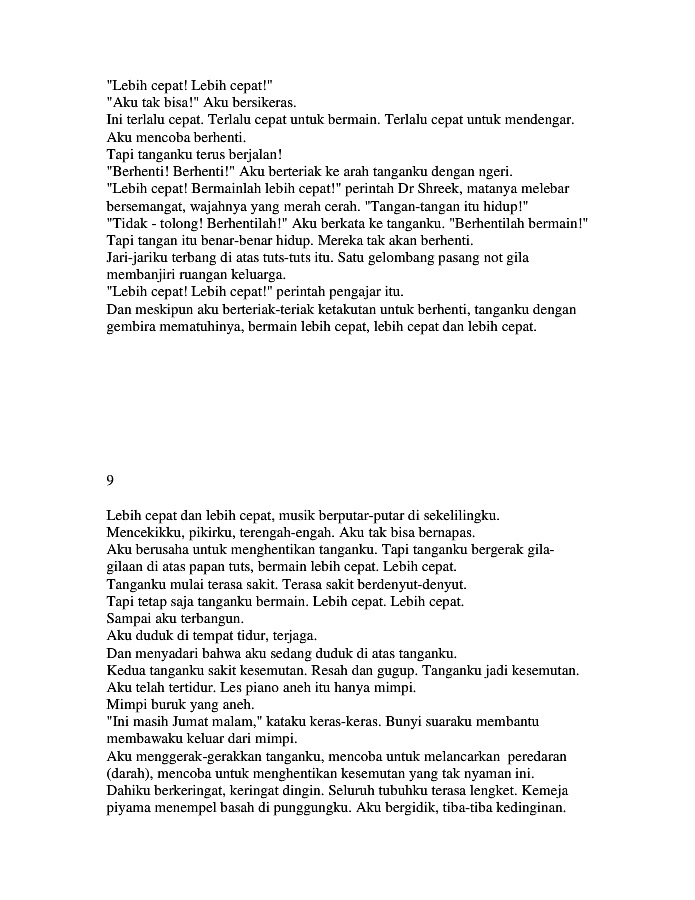 "Lebih cepat! Lebih cepat!"
"Aku tak bisa!" Aku bersikeras.
Ini terlalu cepat. Terlalu cepat untuk bermain. Terlalu cepat untuk mendengar.
Aku mencoba berhenti.
Tapi tanganku terus berjalan!
"Berhenti! Berhenti!" Aku berteriak ke arah tanganku dengan ngeri.
"Lebih cepat! Bermainlah lebih cepat!" perintah Dr Shreek, matanya melebar
bersemangat, wajahnya yang merah cerah. "Tangan-tangan itu hidup!"
"Tidak - tolong! Berhentilah!" Aku berkata ke tanganku. "Berhentilah bermain!"
Tapi tangan itu benar-benar hidup. Mereka tak akan berhenti.
Jari-jariku terbang di atas tuts-tuts itu. Satu gelombang pasang not gila
membanjiri ruangan keluarga.
"Lebih cepat! Lebih cepat!" perintah pengajar itu.
Dan meskipun aku berteriak-teriak ketakutan untuk berhenti, tanganku dengan
gembira mematuhinya, bermain lebih cepat, lebih cepat dan lebih cepat.
9
Lebih cepat dan lebih cepat, musik berputar-putar di sekelilingku.
Mencekikku, pikirku, terengah-engah. Aku tak bisa bernapas.
Aku berusaha untuk menghentikan tanganku. Tapi tanganku bergerak gila-
gilaan di atas papan tuts, bermain lebih cepat. Lebih cepat.
Tanganku mulai terasa sakit. Terasa sakit berdenyut-denyut.
Tapi tetap saja tanganku bermain. Lebih cepat. Lebih cepat.
Sampai aku terbangun.
Aku duduk di tempat tidur, terjaga.
Dan menyadari bahwa aku sedang duduk di atas tanganku.
Kedua tanganku sakit kesemutan. Resah dan gugup. Tanganku jadi kesemutan.
Aku telah tertidur. Les piano aneh itu hanya mimpi.
Mimpi buruk yang aneh.
"Ini masih Jumat malam," kataku keras-keras. Bunyi suaraku membantu
membawaku keluar dari mimpi.
Aku menggerak-gerakkan tanganku, mencoba untuk melancarkan  peredaran
(darah), mencoba untuk menghentikan kesemutan yang tak nyaman ini.
Dahiku berkeringat, keringat dingin. Seluruh tubuhku terasa lengket. Kemeja
piyama menempel basah di punggungku. Aku bergidik, tiba-tiba kedinginan.